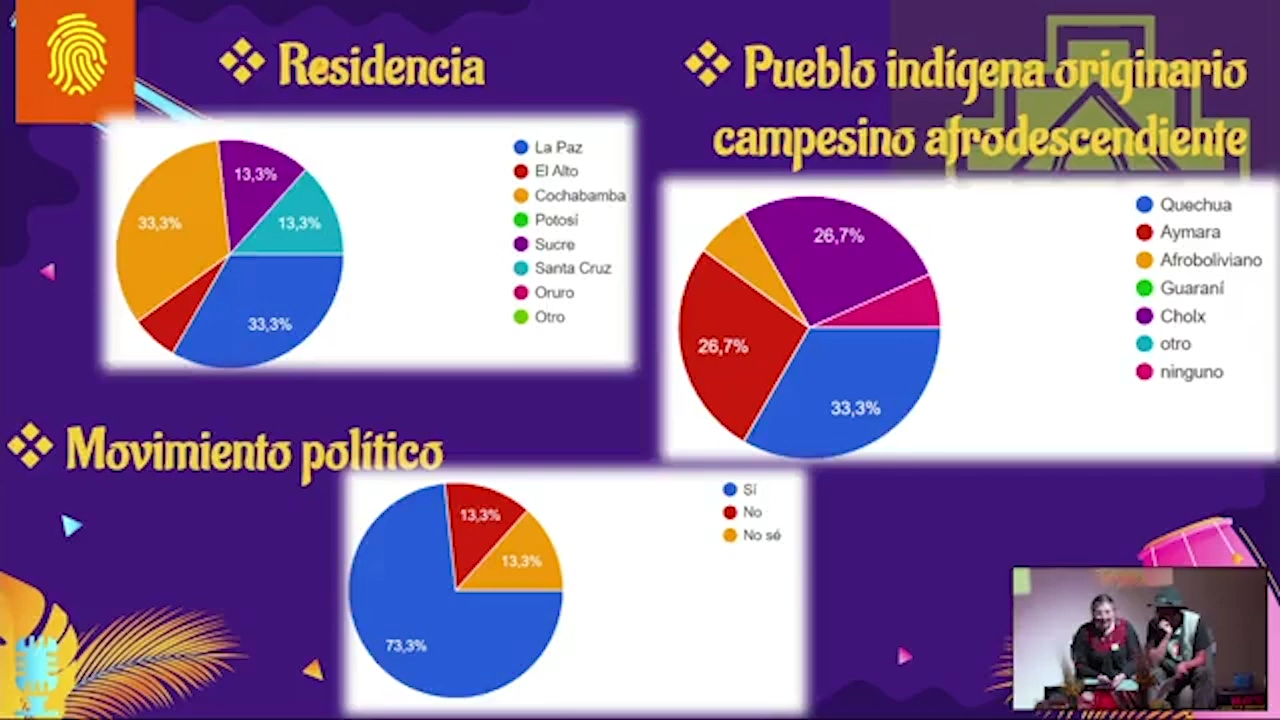 ❖ Residencia
La Paz
El Alto
Cochabamba
Potosí
Sucre
Santa Cruz
Oruro
Otro
13,3%
33,3%
13,3%
33,3%
❖ Pueblo indígena originario
campesino afrodescendiente
Quechua
Aymara
Afroboliviano
Guaraní
Cholx
otro
ninguno
26,7%
26,7%
33,3%
❖ Movimiento político
Sí
No
No sé
13,3%
13,3%
73,3%